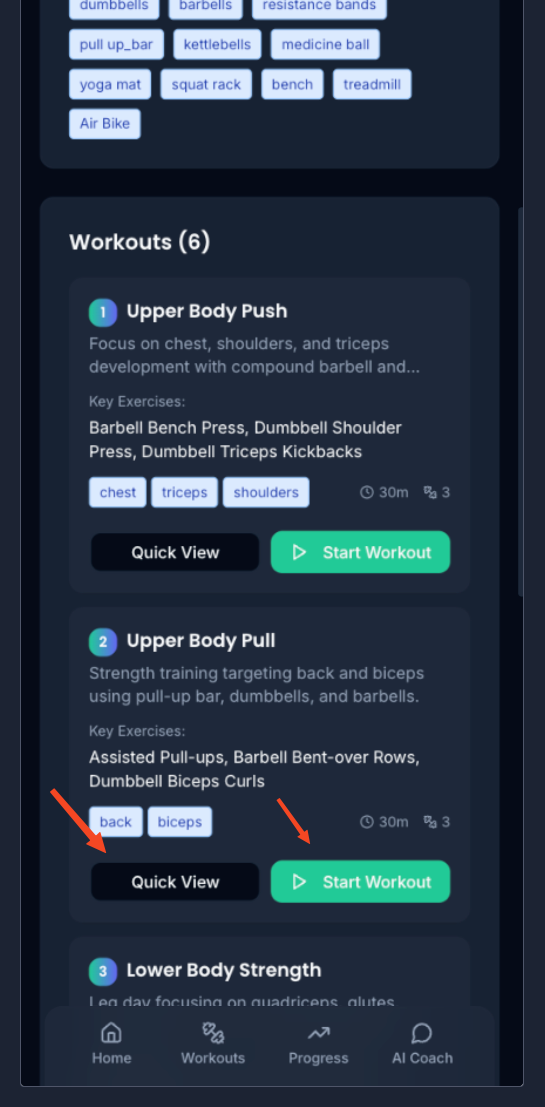 dumbbells barbells resistance bands
pull up_bar kettlebells medicine ball
yoga mat squat rack bench treadmill
Air Bike
Workouts (6)
1 Upper Body Push
Focus on chest, shoulders, and triceps
development with compound barbell and...
Key Exercises:
Barbell Bench Press, Dumbbell Shoulder
Press, Dumbbell Triceps Kickbacks
chest triceps shoulders 30m 3
Quick View Start Workout
2 Upper Body Pull
Strength training targeting back and biceps
using pull-up bar, dumbbells, and barbells.
Key Exercises:
Assisted Pull-ups, Barbell Bent-over Rows,
Dumbbell Biceps Curls
back biceps 30m 3
Quick View Start Workout
3 Lower Body Strength
Leg day focusing on quadriceps, glutes,
Home Workouts Progress AI Coach